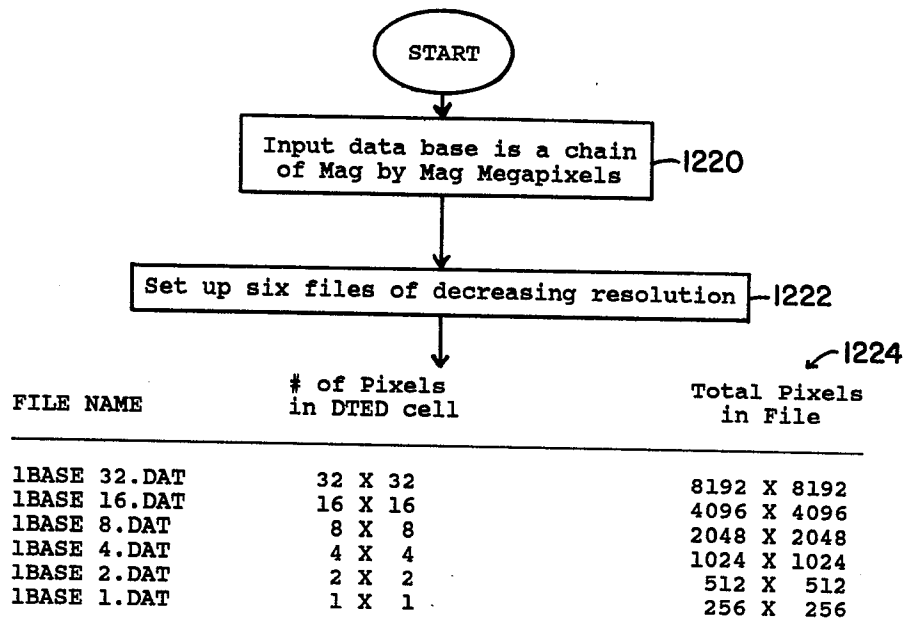 START
Input data base is a chain
of Mag by Mag Megapixels
1220
Set up six files of decreasing resolution
1222
1224
FILE NAME # of Pixels in DTED cell Total Pixels in File
1BASE 32.DAT 32 X 32 8192 X 8192
1BASE 16.DAT 16 X 16 4096 X 4096
1BASE 8.DAT 8 X 8 2048 X 2048
1BASE 4.DAT 4 X 4 1024 X 1024
1BASE 2.DAT 2 X 2 512 X 512
1BASE 1.DAT 1 X 1 256 X 256